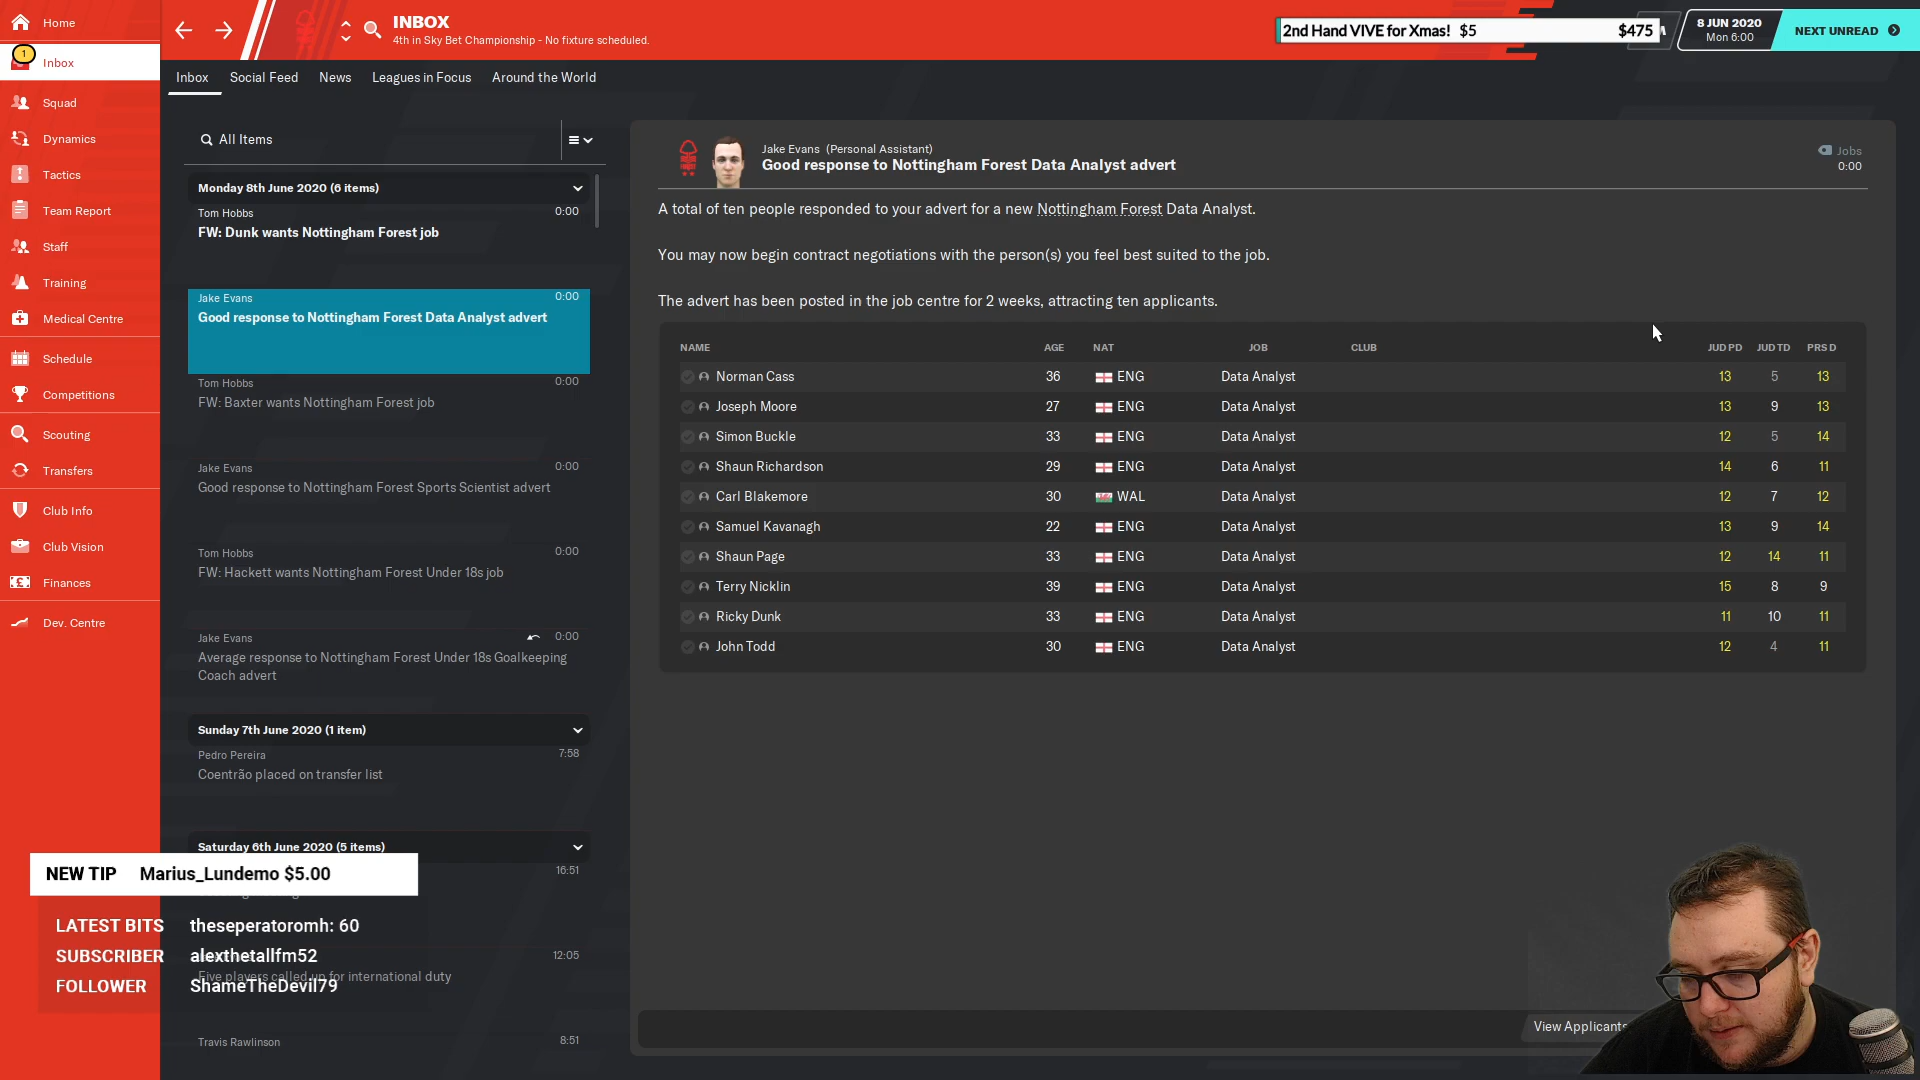 Home
1
Inbox
Squad
Dynamics
Tactics
Team Report
Staff
Training
Medical Centre
Schedule
Competitions
Scouting
Transfers
Club Info
Club Vision
Finances
Dev. Centre
INBOX
4th in Sky Bet Championship - No fixture scheduled.
2nd Hand VIVE for Xmas! $5 $475
8 JUN 2020
Mon 6:00
NEXT UNREAD
Inbox Social Feed News Leagues in Focus Around the World
All Items
Monday 8th June 2020 (6 items)
Tom Hobbs 0:00
FW: Dunk wants Nottingham Forest job
Jake Evans 0:00
Good response to Nottingham Forest Data Analyst advert
Tom Hobbs 0:00
FW: Baxter wants Nottingham Forest job
Jake Evans 0:00
Good response to Nottingham Forest Sports Scientist advert
Tom Hobbs 0:00
FW: Hackett wants Nottingham Forest Under 18s job
Jake Evans 0:00
Average response to Nottingham Forest Under 18s Goalkeeping
Coach advert
Sunday 7th June 2020 (1 item)
Pedro Pereira 7:58
Coentrão placed on transfer list
Saturday 6th June 2020 (5 items)
16:51
12:05
Five players called up for international duty
Travis Rawlinson 8:51
NEW TIP Marius_Lundemo $5.00
LATEST BITS theseperatoromh: 60
SUBSCRIBER alexthetallfm52
FOLLOWER ShameTheDevil79
Jake Evans (Personal Assistant)
Good response to Nottingham Forest Data Analyst advert
Jobs
0:00
A total of ten people responded to your advert for a new Nottingham Forest Data Analyst.
You may now begin contract negotiations with the person(s) you feel best suited to the job.
The advert has been posted in the job centre for 2 weeks, attracting ten applicants.
NAME AGE NAT JOB CLUB JUD PD JUD TD PRS D
Norman Cass 36 ENG Data Analyst 13 5 13
Joseph Moore 27 ENG Data Analyst 13 9 13
Simon Buckle 33 ENG Data Analyst 12 5 14
Shaun Richardson 29 ENG Data Analyst 14 6 11
Carl Blakemore 30 WAL Data Analyst 12 7 12
Samuel Kavanagh 22 ENG Data Analyst 13 9 14
Shaun Page 33 ENG Data Analyst 12 14 11
Terry Nicklin 39 ENG Data Analyst 15 8 9
Ricky Dunk 33 ENG Data Analyst 11 10 11
John Todd 30 ENG Data Analyst 12 4 11
View Applicants